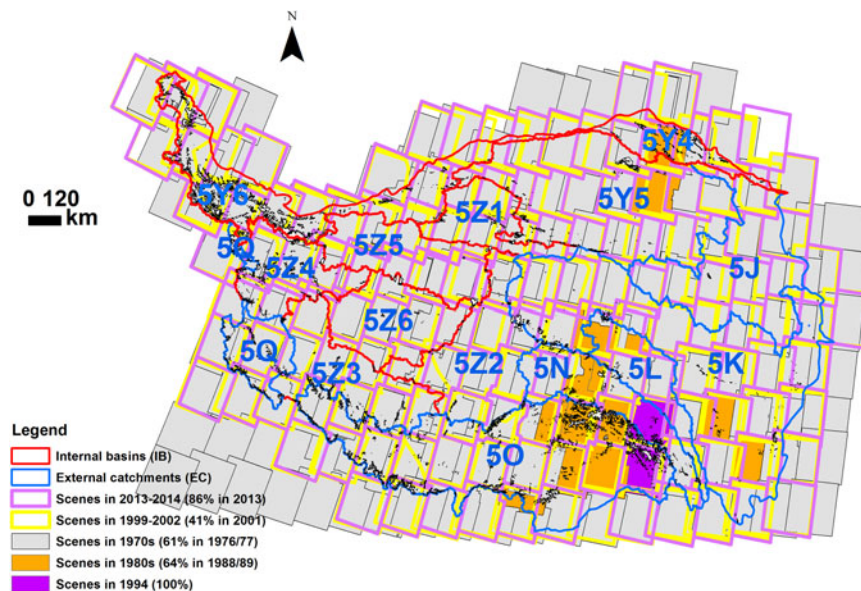 N
5Y4
5Y6
5Y5
5Z1
0 120
km
5Q
5Z5
5Z4
5J
5Z6
5Q
5Z3
5Z2
5N
5L
5K
5O
Legend
Internal basins (IB)
External catchments (EC)
Scenes in 2013-2014 (86% in 2013)
Scenes in 1999-2002 (41% in 2001)
Scenes in 1970s (61% in 1976/77)
Scenes in 1980s (64% in 1988/89)
Scenes in 1994 (100%)